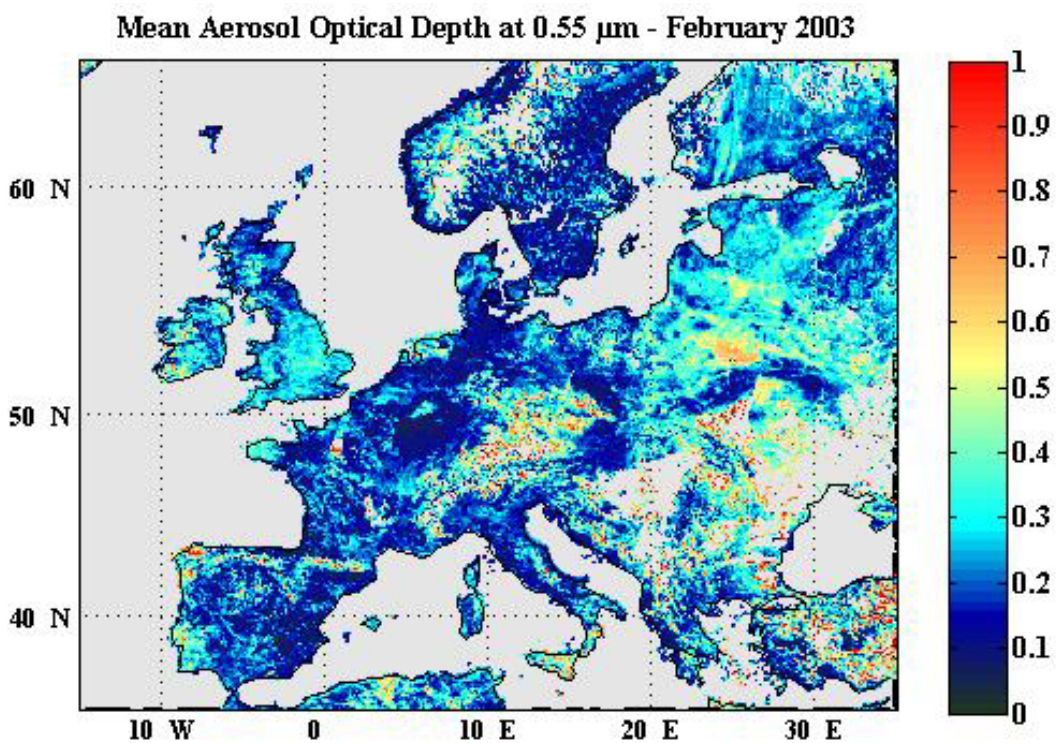 Mean Aerosol Optical Depth at 0.55 μm - February 2003
1
0.9
0.8
0.7
0.6
0.5
0.4
0.3
0.2
0.1
0
60 N
50 N
40 N
10 W
0
10 E
20 E
30 E